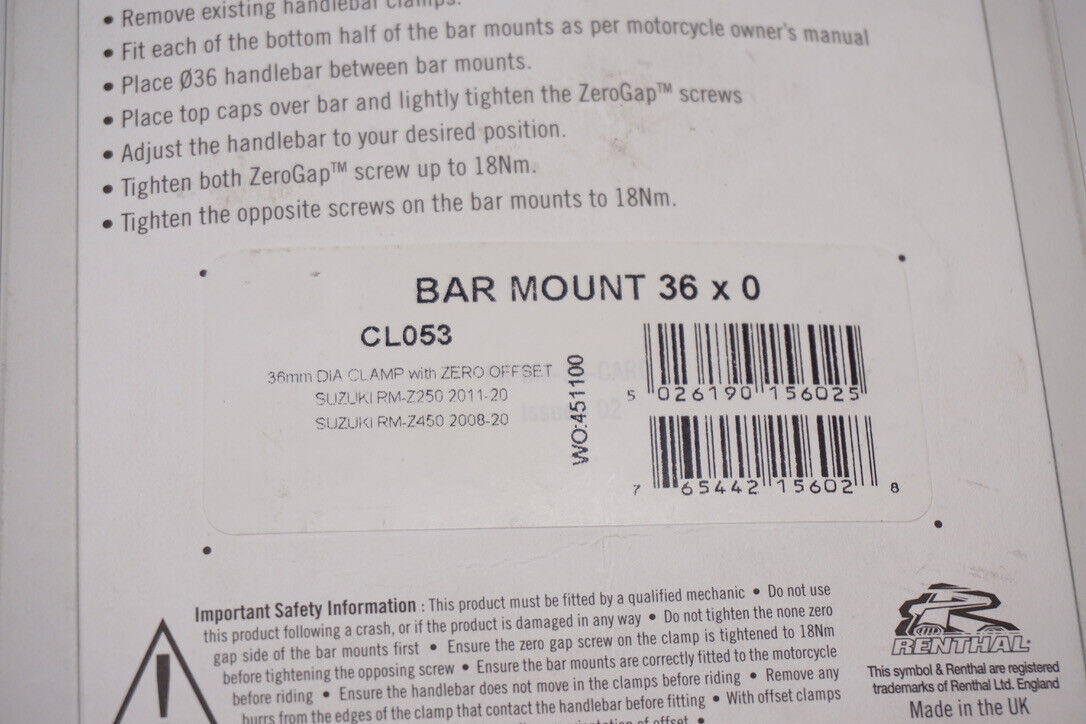 • Remove existing handlebar clamps.
• Fit each of the bottom half of the bar mounts as per motorcycle owner's manual
• Place Ø36 handlebar between bar mounts.
• Place top caps over bar and lightly tighten the ZeroGap™ screws
• Adjust the handlebar to your desired position.
• Tighten both ZeroGap™ screw up to 18Nm.
• Tighten the opposite screws on the bar mounts to 18Nm.
BAR MOUNT 36 x 0
CL053
36mm DIA CLAMP with ZERO OFFSET
SUZUKI RM-Z250 2011-20
SUZUKI RM-Z450 2008-20
WO:451100
5 026190 156025
7 65442 15602 8
Important Safety Information : This product must be fitted by a qualified mechanic • Do not use
this product following a crash, or if the product is damaged in any way • Do not tighten the none zero
gap side of the bar mounts first • Ensure the zero gap screw on the clamp is tightened to 18Nm
before tightening the opposing screw • Ensure the bar mounts are correctly fitted to the motorcycle
before riding • Ensure the handlebar does not move in the clamps before riding • Remove any
burrs from the edges of the clamp that contact the handlebar before fitting • With offset clamps
orientation of offset •
RENTHAL
This symbol & Renthal are registered
trademarks of Renthal Ltd. England
Made in the UK